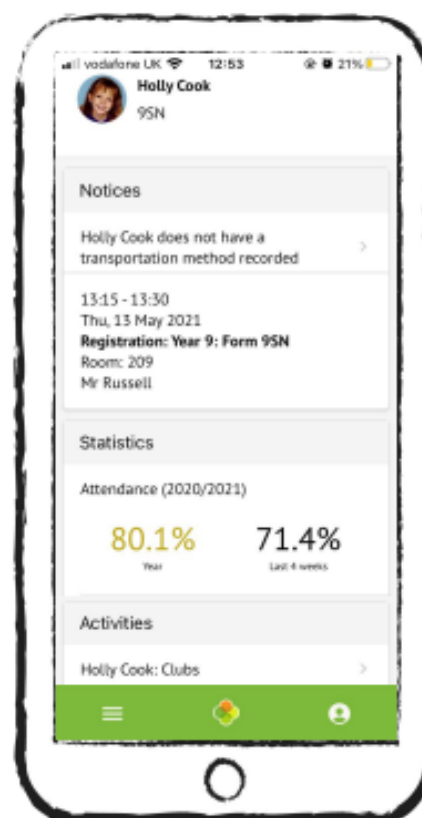 vodafone UK 12:53 21%
Holly Cook
9SN
Notices
Holly Cook does not have a
transportation method recorded
13:15 - 13:30
Thu, 13 May 2021
Registration: Year 9: Form 9SN
Room: 209
Mr Russell
Statistics
Attendance (2020/2021)
80.1% 71.4%
Year Last 4 weeks
Activities
Holly Cook: Clubs